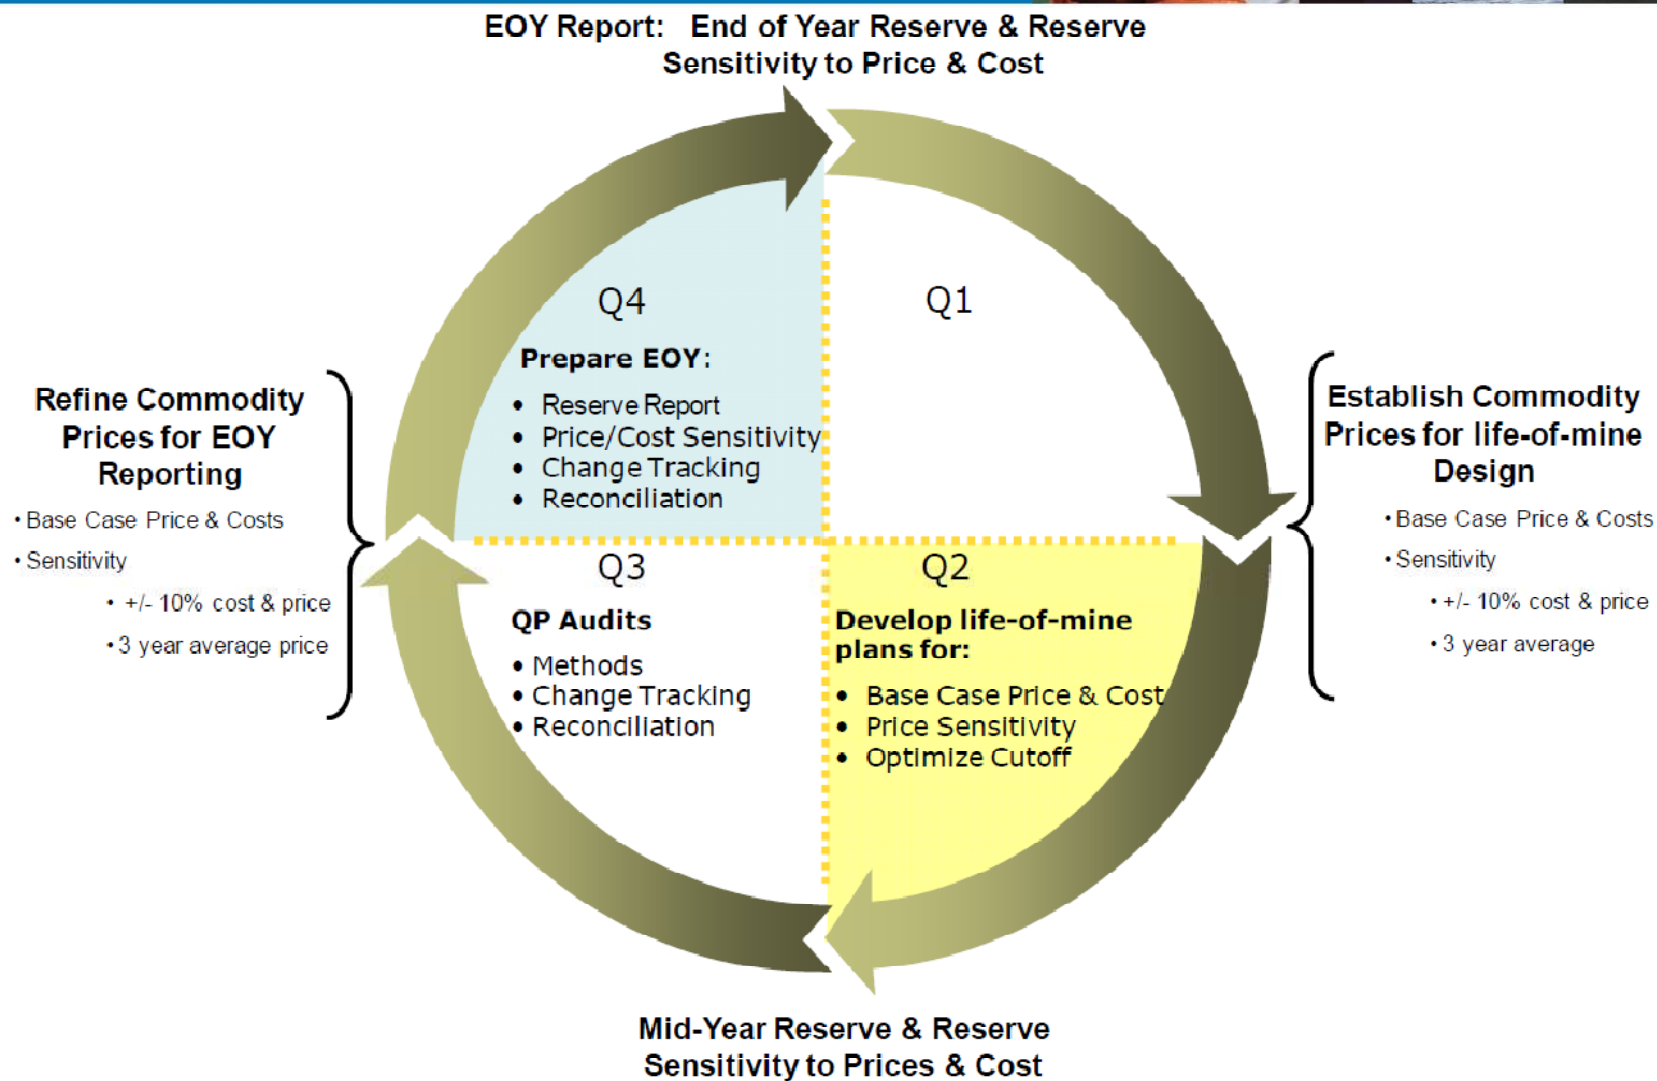 EOY Report: End of Year Reserve & Reserve
Sensitivity to Price & Cost
Q4
Prepare EOY:
• Reserve Report
• Price/Cost Sensitivity
• Change Tracking
• Reconciliation
Q1
Refine Commodity
Prices for EOY
Reporting
• Base Case Price & Costs
• Sensitivity
• +/- 10% cost & price
• 3 year average price
Establish Commodity
Prices for life-of-mine
Design
• Base Case Price & Costs
• Sensitivity
• +/- 10% cost & price
• 3 year average
Q3
QP Audits
• Methods
• Change Tracking
• Reconciliation
Q2
Develop life-of-mine
plans for:
• Base Case Price & Cost
• Price Sensitivity
• Optimize Cutoff
Mid-Year Reserve & Reserve
Sensitivity to Prices & Cost